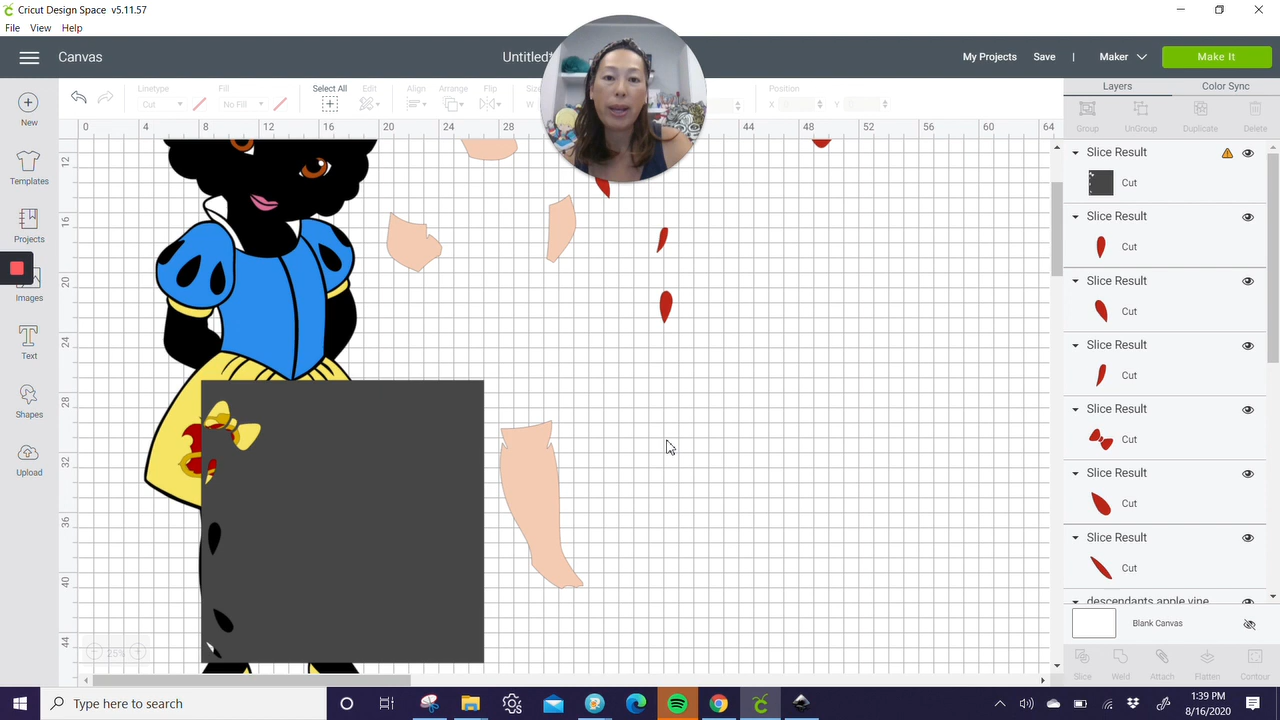 Cricut Design Space v5.11.57
File View Help
Canvas
Untitled*
My Projects Save | Maker Make It
Linetype
Cut
Fill
No Fill
Select All
Edit
Align
Arrange
Flip
Size
W
Position
X
Y
Layers
Color Sync
Group
UnGroup
Duplicate
Delete
0 4 8 12 16 20 24 28 44 48 52 56 60 64
12
16
20
24
28
32
36
40
44
New
Templates
Projects
Images
Text
Shapes
Upload
Slice Result
Cut
Slice Result
Cut
Slice Result
Cut
Slice Result
Cut
Slice Result
Cut
Slice Result
Cut
Slice Result
Cut
descendants apple vine
Blank Canvas
Slice
Weld
Attach
Flatten
Contour
25%
Type here to search
1:39 PM
8/16/2020